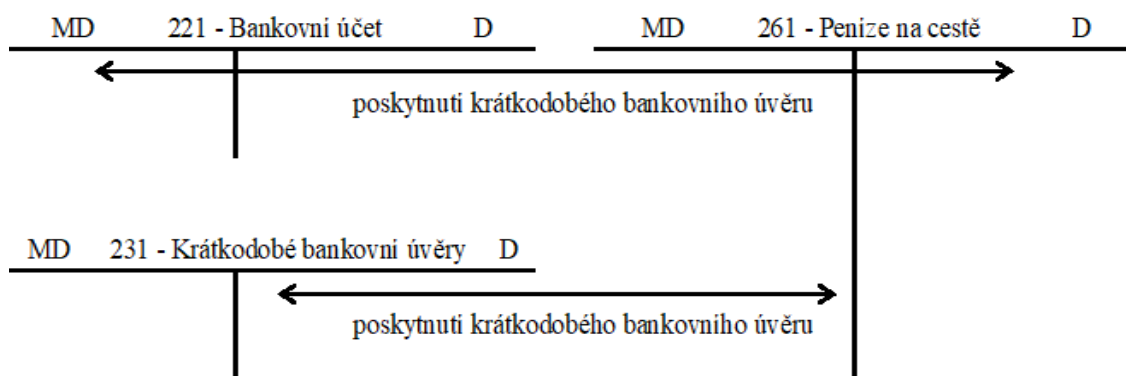 MD 221 - Bankovní účet D MD 261 - Peníze na cestě D
poskytnutí krátkodobého bankovního úvěru
MD 231 - Krátkodobé bankovní úvěry D
poskytnutí krátkodobého bankovního úvěru